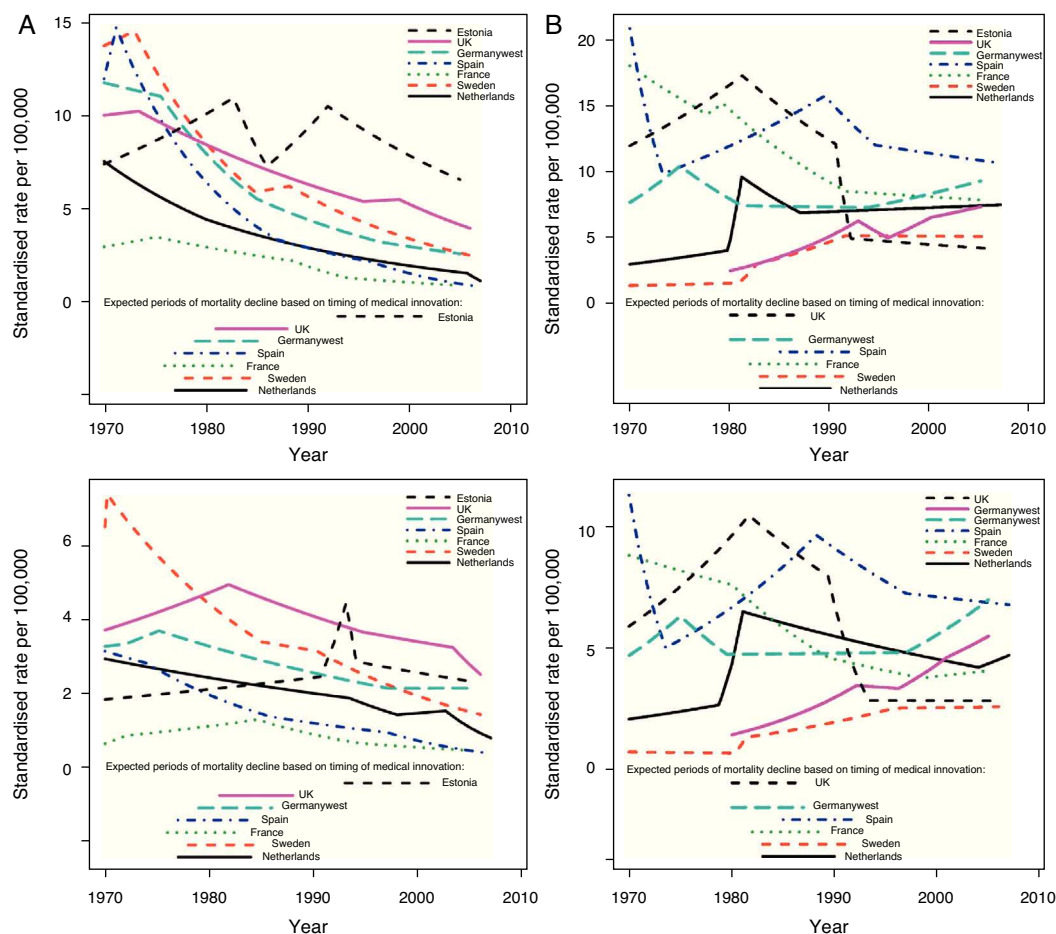 A
15
10
5
0
Standardised rate per 100,000
Estonia
UK
Germanywest
Spain
France
Sweden
Netherlands
Expected periods of mortality decline based on timing of medical innovation:
Estonia
UK
Germanywest
Spain
France
Sweden
Netherlands
1970 1980 1990 2000 2010
Year
B
20
15
10
5
0
Standardised rate per 100,000
Estonia
UK
Germanywest
Spain
France
Sweden
Netherlands
Expected periods of mortality decline based on timing of medical innovation:
UK
Germanywest
Spain
France
Sweden
Netherlands
1970 1980 1990 2000 2010
Year
6
4
2
0
Standardised rate per 100,000
Estonia
UK
Germanywest
Spain
France
Sweden
Netherlands
Expected periods of mortality decline based on timing of medical innovation:
Estonia
UK
Germanywest
Spain
France
Sweden
Netherlands
1970 1980 1990 2000 2010
Year
10
5
0
Standardised rate per 100,000
UK
Germanywest
Germanywest
Spain
France
Sweden
Netherlands
Expected periods of mortality decline based on timing of medical innovation:
UK
Germanywest
Spain
France
Sweden
Netherlands
1970 1980 1990 2000 2010
Year